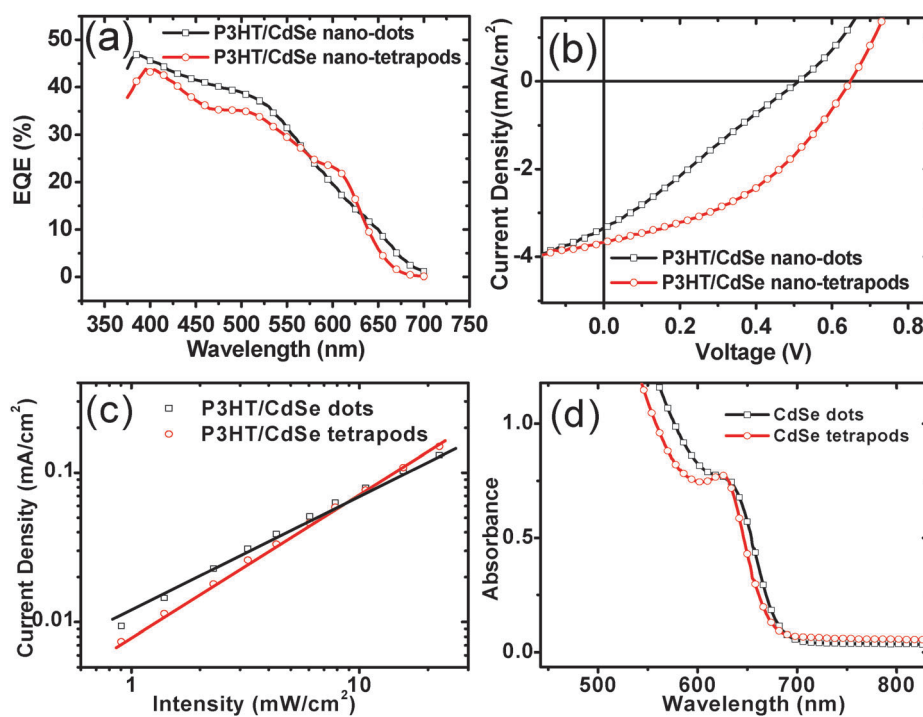 (a)
P3HT/CdSe nano-dots
P3HT/CdSe nano-tetrapods
EQE (%)
50
40
30
20
10
0
350 400 450 500 550 600 650 700 750
Wavelength (nm)
(b)
Current Density(mA/cm²)
0
-2
-4
P3HT/CdSe nano-dots
P3HT/CdSe nano-tetrapods
0.0 0.2 0.4 0.6 0.8
Voltage (V)
(c)
P3HT/CdSe dots
P3HT/CdSe tetrapods
Current Density (mA/cm²)
0.1
0.01
1 10
Intensity (mW/cm²)
(d)
CdSe dots
CdSe tetrapods
Absorbance
1.0
0.5
0.0
500 600 700 800
Wavelength (nm)